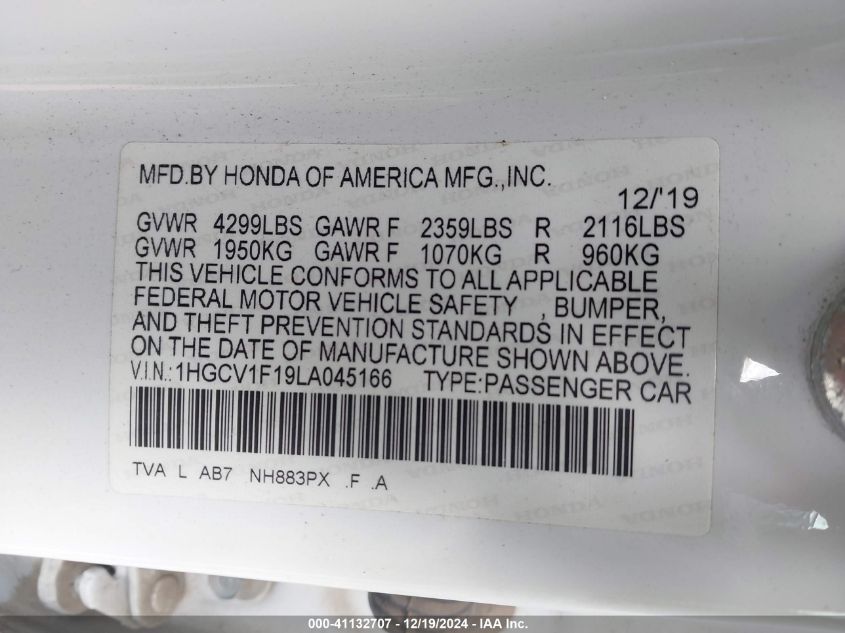 MFD.BY HONDA OF AMERICA MFG.,INC.
12/'19
GVWR 4299LBS GAWR F 2359LBS R 2116LBS
GVWR 1950KG GAWR F 1070KG R 960KG
THIS VEHICLE CONFORMS TO ALL APPLICABLE
FEDERAL MOTOR VEHICLE SAFETY , BUMPER,
AND THEFT PREVENTION STANDARDS IN EFFECT
ON THE DATE OF MANUFACTURE SHOWN ABOVE.
V.I.N.:1HGCV1F19LA045166 TYPE:PASSENGER CAR
TVA L AB7 NH883PX .F .A
000-41132707 - 12/19/2024 - IAA Inc.